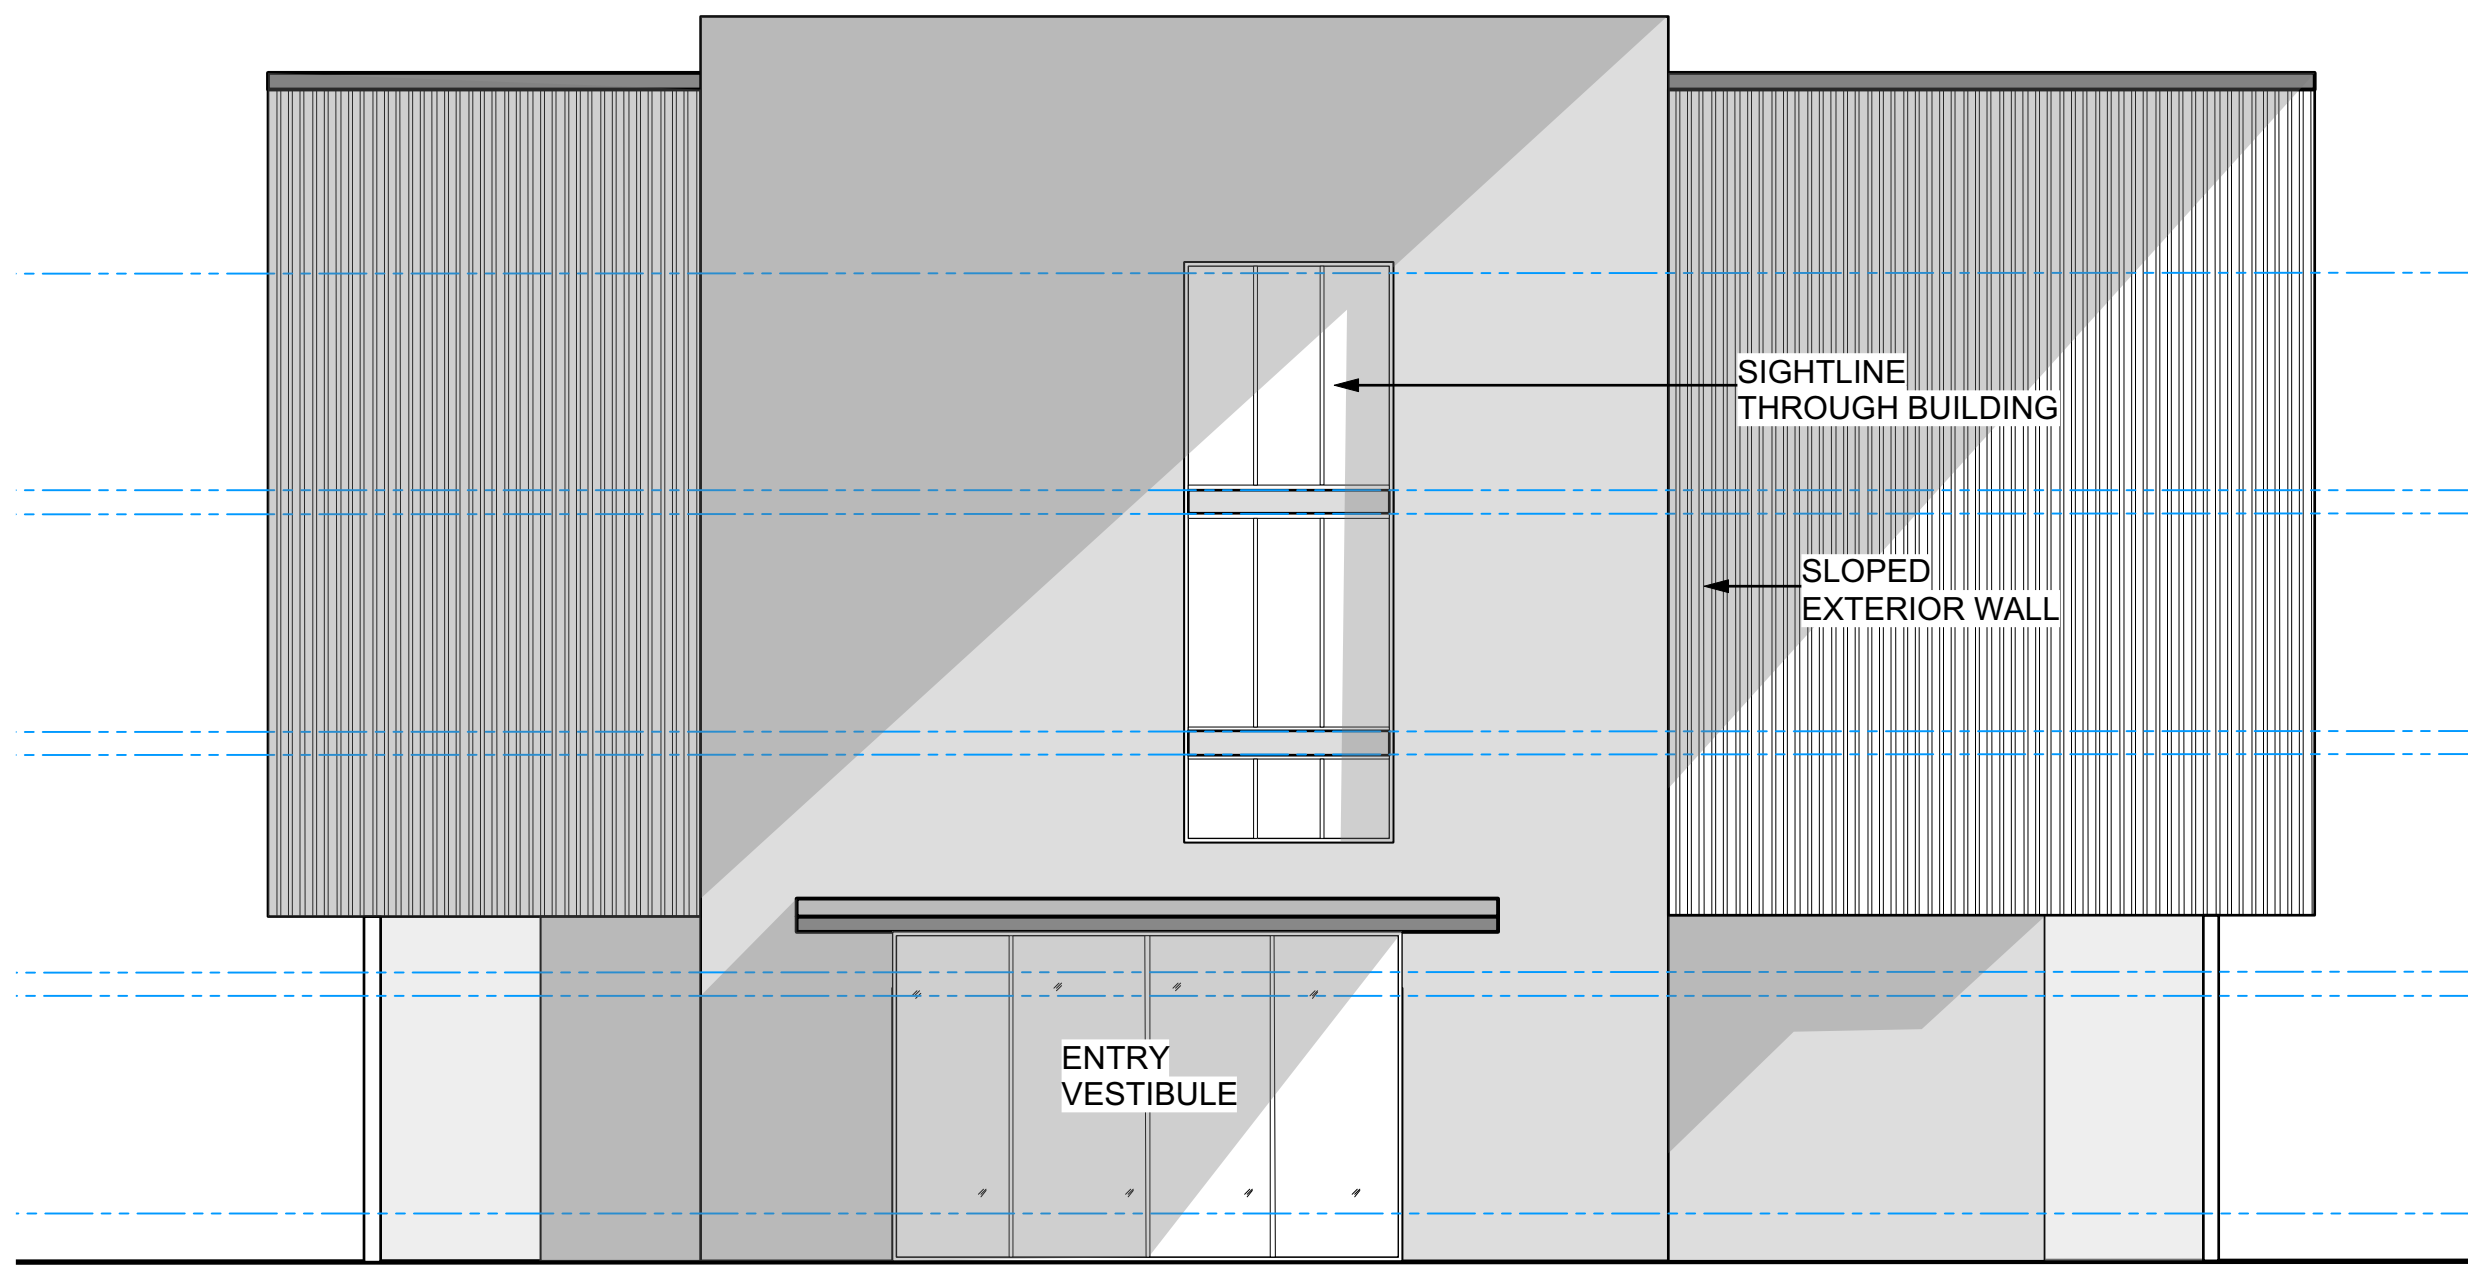 SIGHTLINE
THROUGH BUILDING
SLOPED
EXTERIOR WALL
ENTRY
VESTIBULE